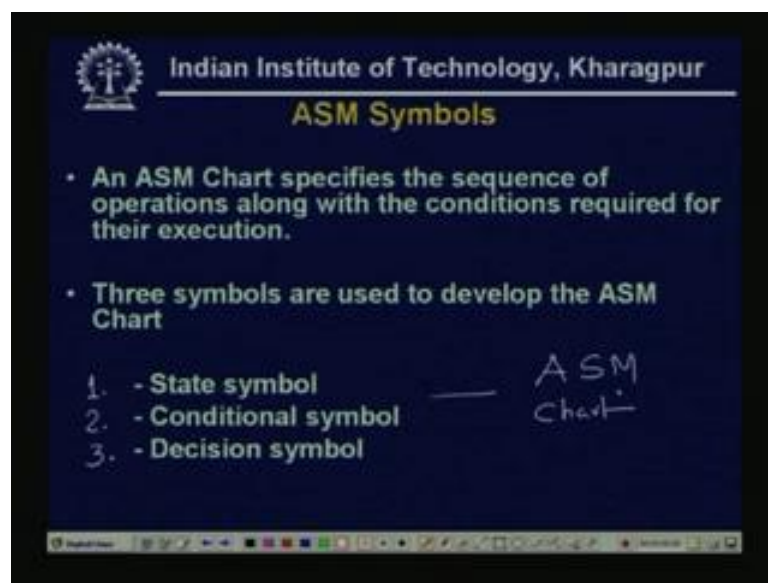 Indian Institute of Technology, Kharagpur
ASM Symbols
• An ASM Chart specifies the sequence of
operations along with the conditions required for
their execution.
• Three symbols are used to develop the ASM
Chart
1. - State symbol
2. - Conditional symbol
3. - Decision symbol
— ASM
Chart